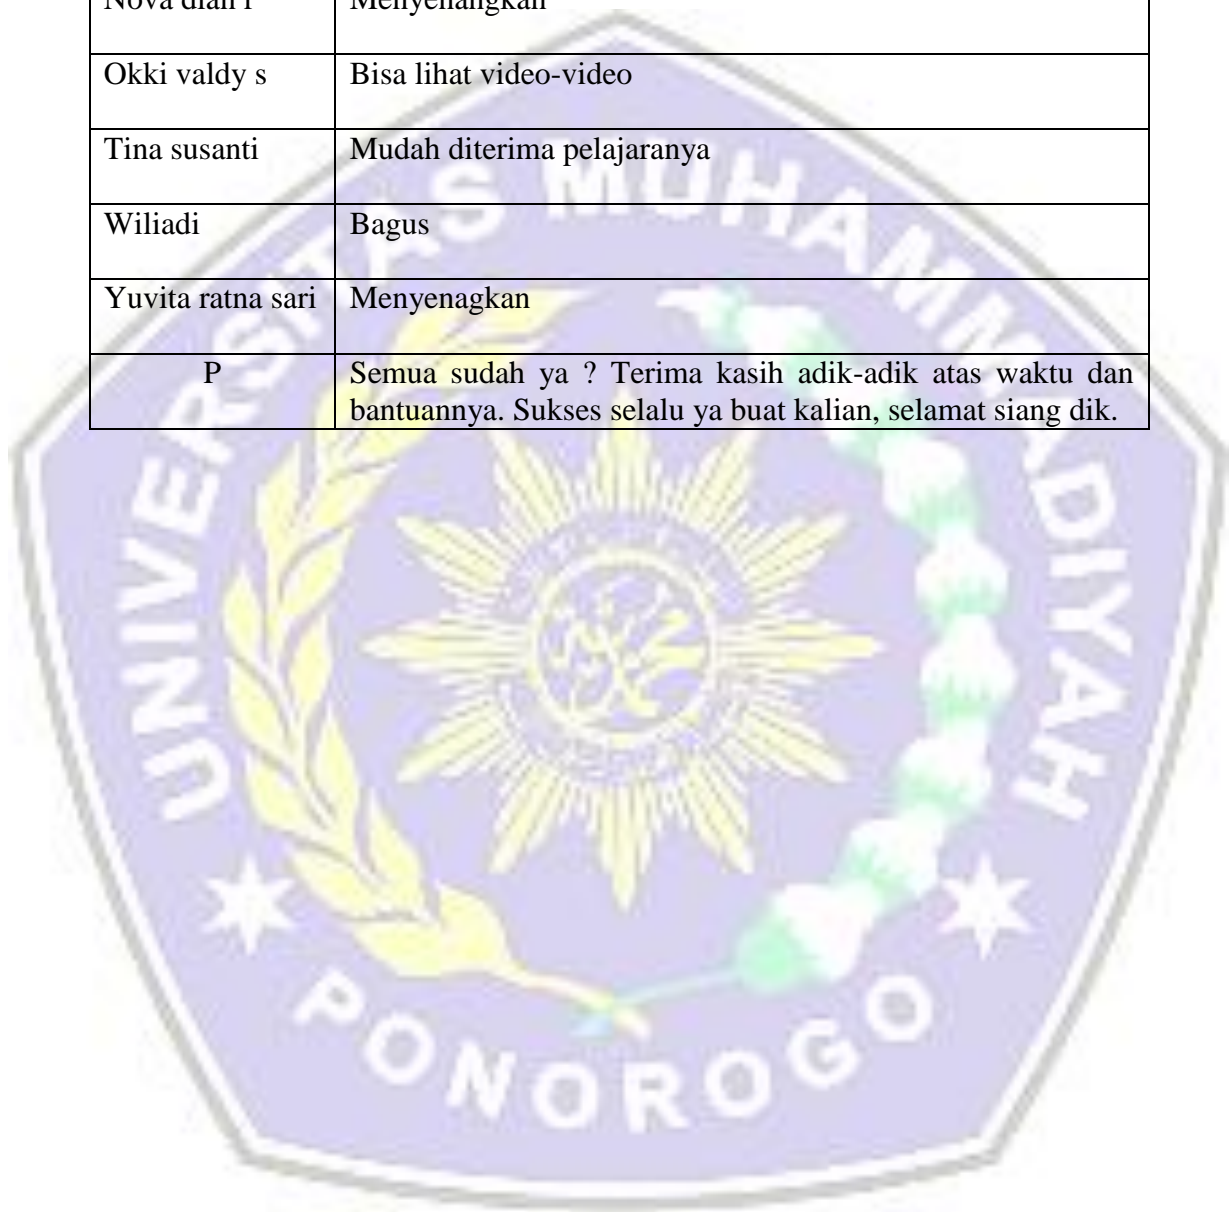 Nova dian r Menyenangkan
Okki valdy s Bisa lihat video-video
Tina susanti Mudah diterima pelajaranya
Wiliadi Bagus
Yuvita ratna sari Menyenagkan
P Semua sudah ya ? Terima kasih adik-adik atas waktu dan
bantuannya. Sukses selalu ya buat kalian, selamat siang dik.
UNIVERSITAS MUHAMMADIYAH
PONOROGO